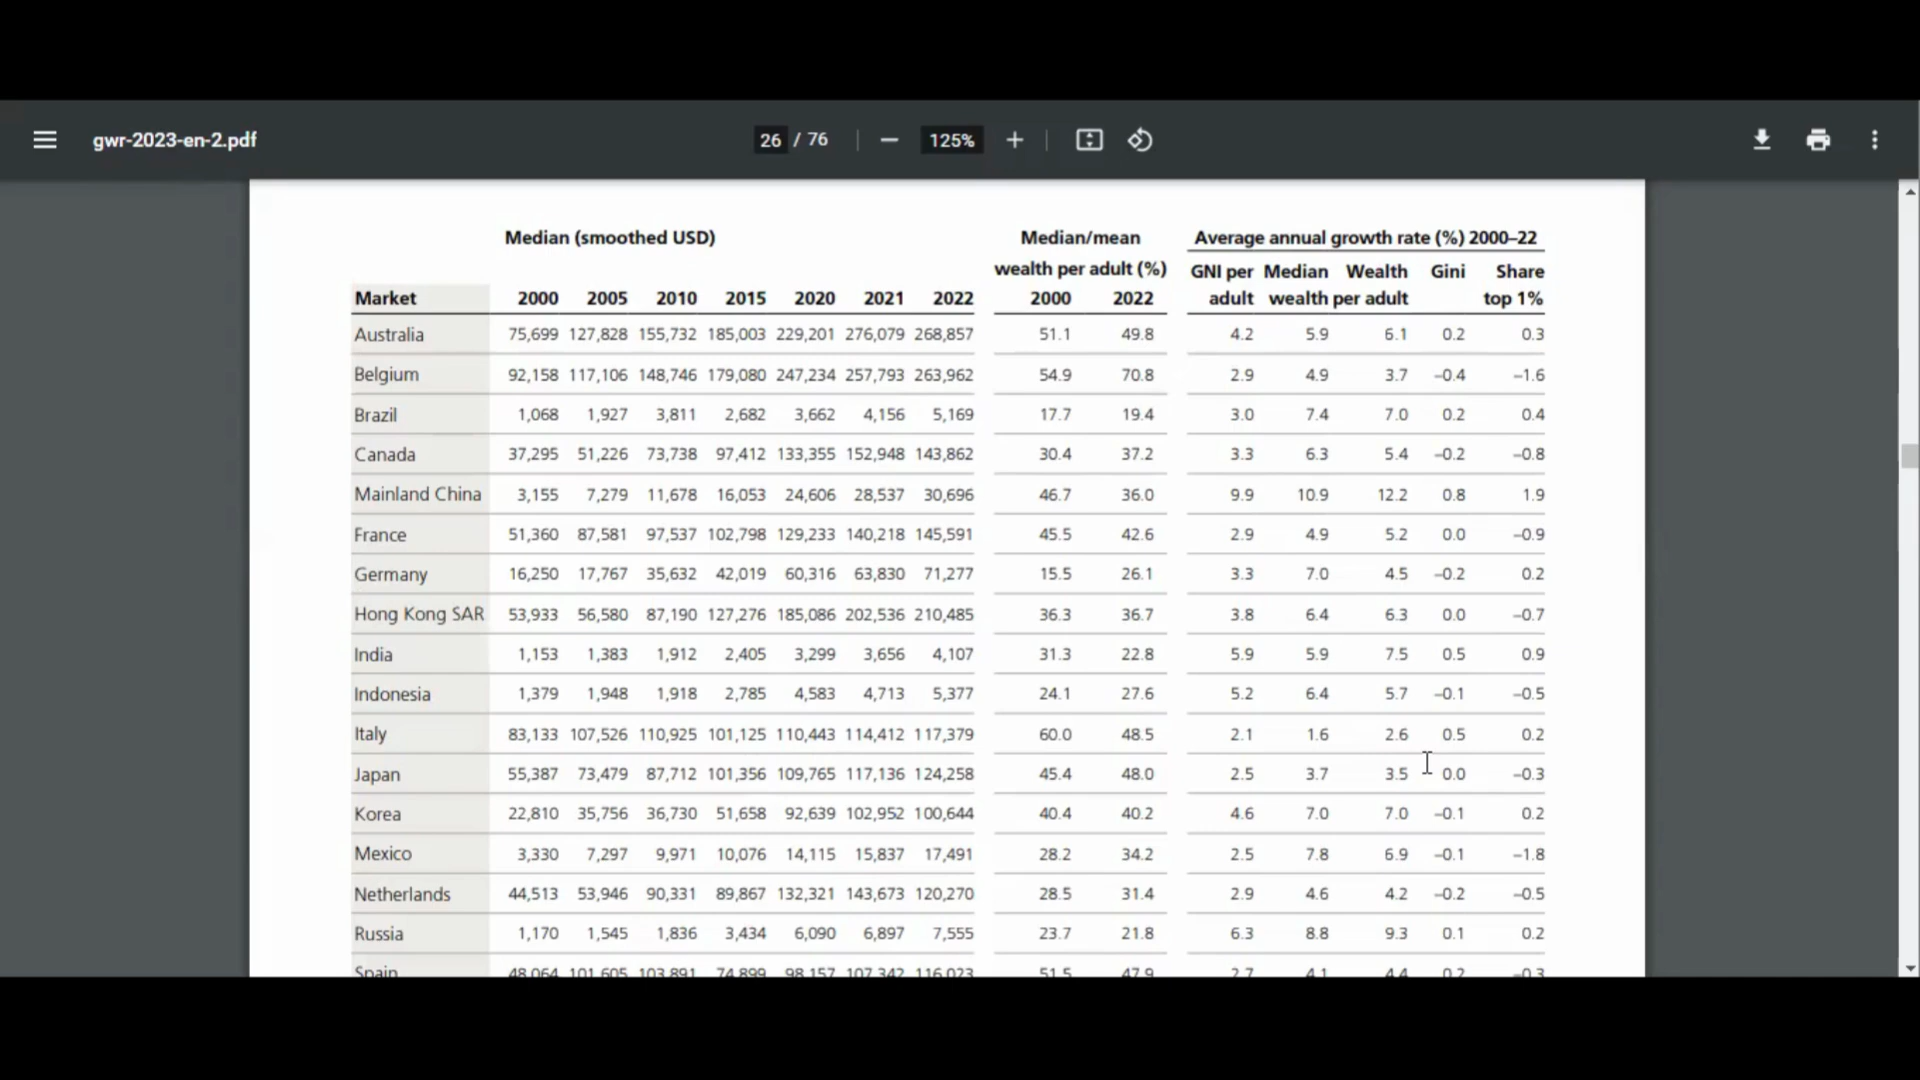 gwr-2023-en-2.pdf 26 / 76 125%
Median (smoothed USD) Median/mean Average annual growth rate (%) 2000–22
wealth per adult (%) GNI per Median Wealth Gini Share
Market 2000 2005 2010 2015 2020 2021 2022 2000 2022 adult wealth per adult top 1%
Australia 75,699 127,828 155,732 185,003 229,201 276,079 268,857 51.1 49.8 4.2 5.9 6.1 0.2 0.3
Belgium 92,158 117,106 148,746 179,080 247,234 257,793 263,962 54.9 70.8 2.9 4.9 3.7 –0.4 –1.6
Brazil 1,068 1,927 3,811 2,682 3,662 4,156 5,169 17.7 19.4 3.0 7.4 7.0 0.2 0.4
Canada 37,295 51,226 73,738 97,412 133,355 152,948 143,862 30.4 37.2 3.3 6.3 5.4 –0.2 –0.8
Mainland China 3,155 7,279 11,678 16,053 24,606 28,537 30,696 46.7 36.0 9.9 10.9 12.2 0.8 1.9
France 51,360 87,581 97,537 102,798 129,233 140,218 145,591 45.5 42.6 2.9 4.9 5.2 0.0 –0.9
Germany 16,250 17,767 35,632 42,019 60,316 63,830 71,277 15.5 26.1 3.3 7.0 4.5 –0.2 0.2
Hong Kong SAR 53,933 56,580 87,190 127,276 185,086 202,536 210,485 36.3 36.7 3.8 6.4 6.3 0.0 –0.7
India 1,153 1,383 1,912 2,405 3,299 3,656 4,107 31.3 22.8 5.9 5.9 7.5 0.5 0.9
Indonesia 1,379 1,948 1,918 2,785 4,583 4,713 5,377 24.1 27.6 5.2 6.4 5.7 –0.1 –0.5
Italy 83,133 107,526 110,925 101,125 110,443 114,412 117,379 60.0 48.5 2.1 1.6 2.6 0.5 0.2
Japan 55,387 73,479 87,712 101,356 109,765 117,136 124,258 45.4 48.0 2.5 3.7 3.5 0.0 –0.3
Korea 22,810 35,756 36,730 51,658 92,639 102,952 100,644 40.4 40.2 4.6 7.0 7.0 –0.1 0.2
Mexico 3,330 7,297 9,971 10,076 14,115 15,837 17,491 28.2 34.2 2.5 7.8 6.9 –0.1 –1.8
Netherlands 44,513 53,946 90,331 89,867 132,321 143,673 120,270 28.5 31.4 2.9 4.6 4.2 –0.2 –0.5
Russia 1,170 1,545 1,836 3,434 6,090 6,897 7,555 23.7 21.8 6.3 8.8 9.3 0.1 0.2
Spain 48,064 101,605 103,891 74,899 98,157 107,342 116,023 51.5 47.9 2.7 4.1 4.4 0.2 –0.3